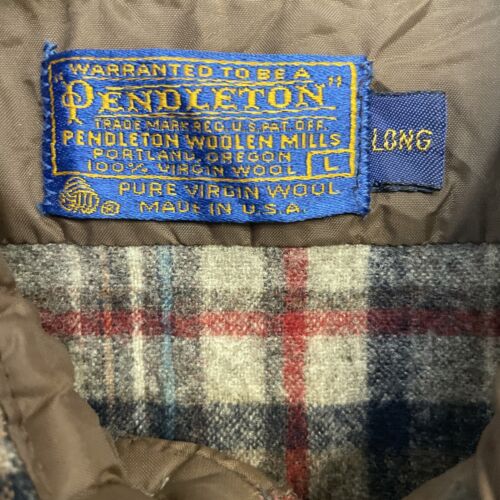 WARRANTED TO BE A
"PENDLETON"
TRADE MARK REG. U.S. PAT. OFF.
PENDLETON WOOLEN MILLS
PORTLAND, OREGON
100% VIRGIN WOOL L
PURE VIRGIN WOOL
MADE IN U.S.A.
LONG